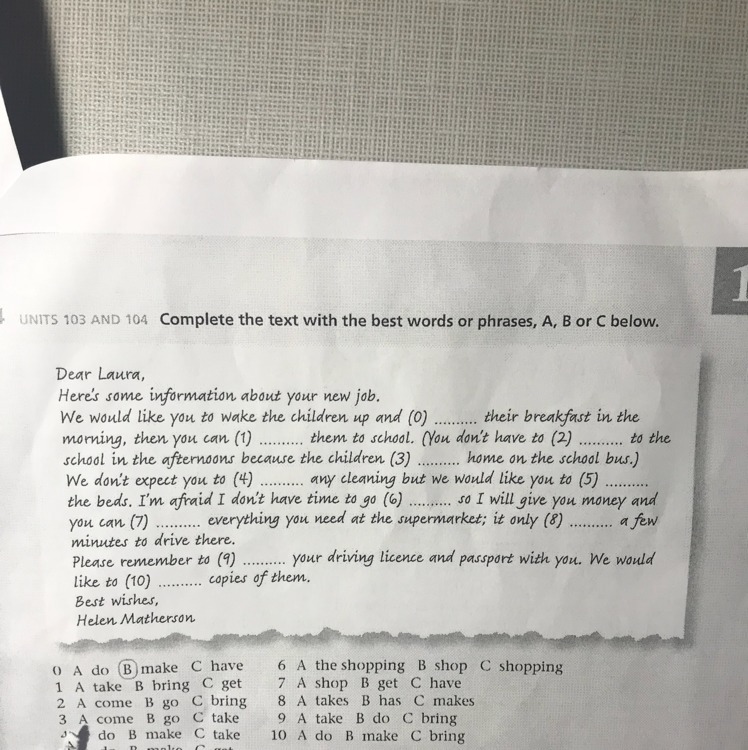 1
UNITS 103 AND 104 Complete the text with the best words or phrases, A, B or C below.
Dear Laura,
Here's some information about your new job.
We would like you to wake the children up and (0) .......... their breakfast in the
morning, then you can (1) .......... them to school. (You don't have to (2) .......... to the
school in the afternoons because the children (3) .......... home on the school bus.)
We don't expect you to (4) .......... any cleaning but we would like you to (5) ..........
the beds. I'm afraid I don't have time to go (6) .......... so I will give you money and
you can (7) .......... everything you need at the supermarket; it only (8) .......... a few
minutes to drive there.
Please remember to (9) .......... your driving licence and passport with you. We would
like to (10) .......... copies of them.
Best wishes,
Helen Matherson
0 A do B make C have
1 A take B bring C get
2 A come B go C bring
3 A come B go C take
do B make C take
6 A the shopping B shop C shopping
7 A shop B get C have
8 A takes B has C makes
9 A take B do C bring
10 A do B make C bring